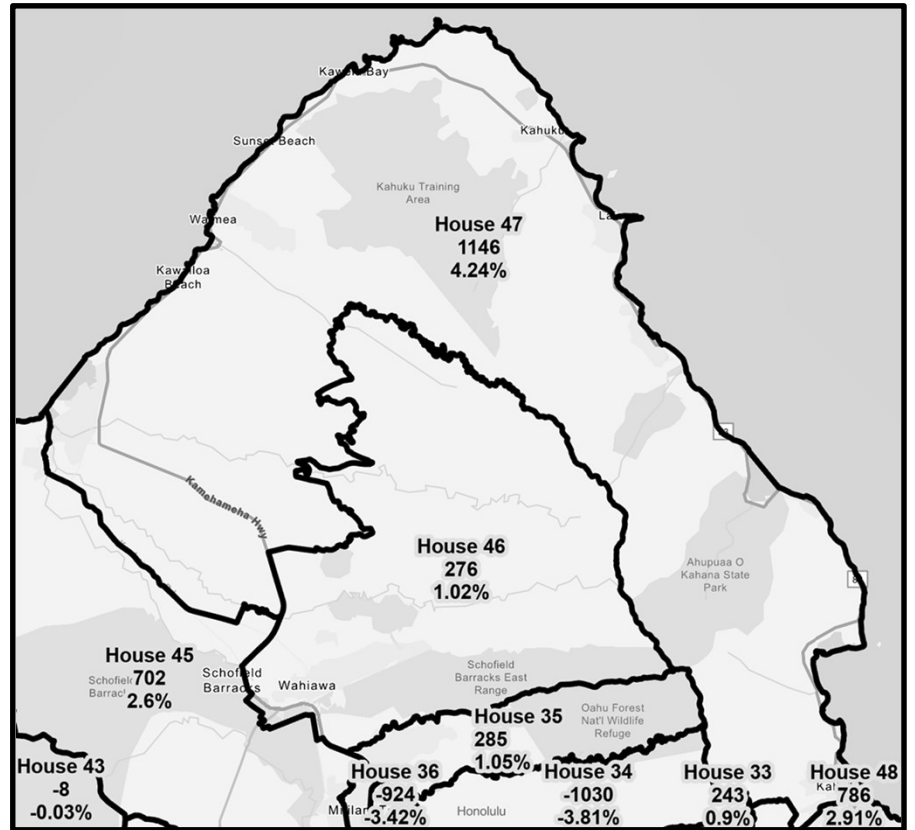 Bay
Kahuku
Sunset Beach
Kahuku Training
Area
House 47
1146
4.24%
Waimea
Kawailoa
Beach
Kamehameha Hwy
House 46
276
1.02%
Ahupuaa O
Kahana State
Park
House 45
702
2.6%
Schofield
Barracks
Wahiawa
Schofield
Barracks East
Range
House 35
285
1.05%
Oahu Forest
Nat'l Wildlife
Refuge
House 43
-8
-0.03%
House 36
-924
-3.42%
House 34
-1030
-3.81%
Honolulu
House 33
243
0.9%
House 48
786
2.91%